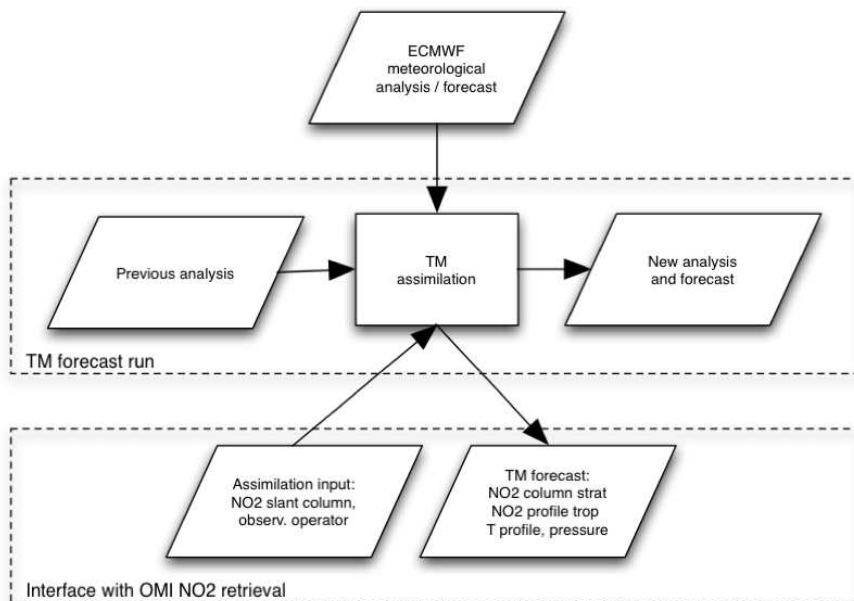 ECMWF
meteorological
analysis / forecast
Previous analysis
TM
assimilation
New analysis
and forecast
TM forecast run
Assimilation input:
NO2 slant column,
observ. operator
TM forecast:
NO2 column strat
NO2 profile trop
T profile, pressure
Interface with OMI NO2 retrieval